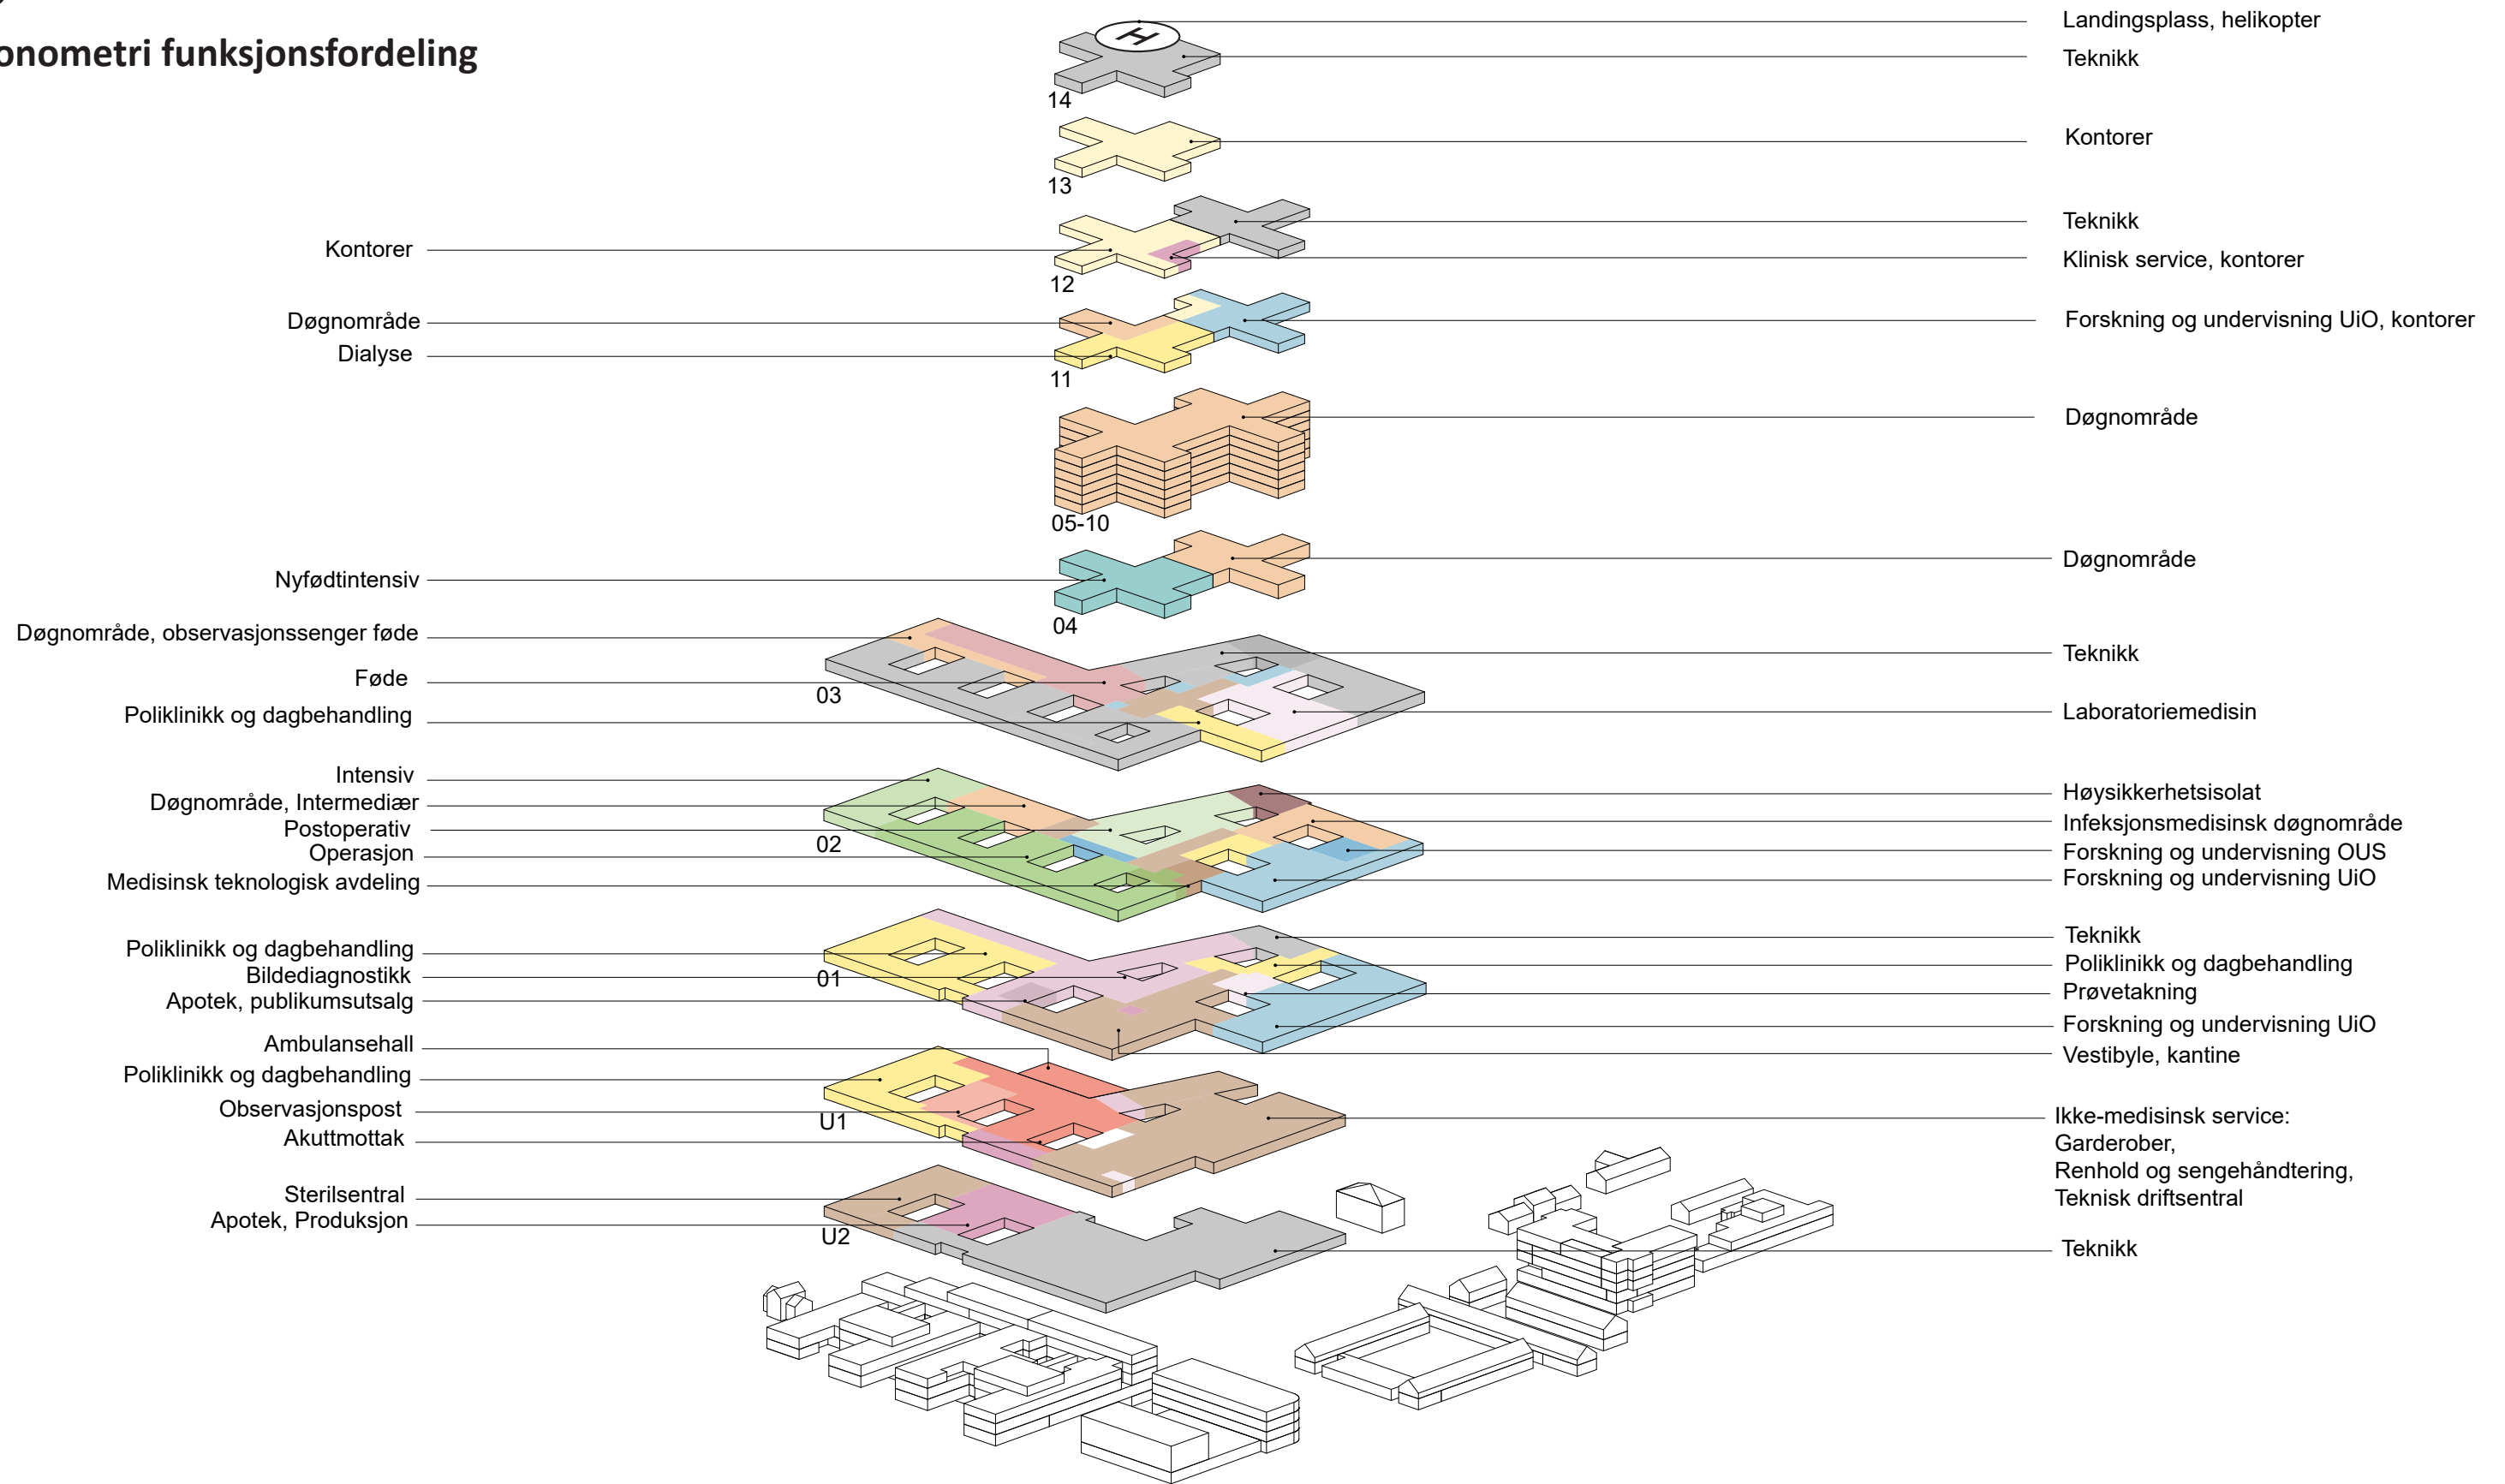 onometri funksjonsfordeling
Landingsplass, helikopter
Teknikk
14
Kontorer
13
Teknikk
Kontorer
Klinisk service, kontorer
12
Døgnområde
Forskning og undervisning UiO, kontorer
Dialyse
11
Døgnområde
05-10
Døgnområde
Nyfødtintensiv
04
Døgnområde, observasjonssenger føde
Teknikk
Føde
03
Poliklinikk og dagbehandling
Laboratoriemedisin
Intensiv
Høysikkerhetsisolat
Døgnområde, Intermediær
Infeksjonsmedisinsk døgnområde
Postoperativ
02
Operasjon
Forskning og undervisning OUS
Medisinsk teknologisk avdeling
Forskning og undervisning UiO
Teknikk
Poliklinikk og dagbehandling
Poliklinikk og dagbehandling
Bildediagnostikk
01
Prøvetakning
Apotek, publikumsutsalg
Forskning og undervisning UiO
Ambulansehall
Vestibyle, kantine
Poliklinikk og dagbehandling
Observasjonspost
U1
Akuttmottak
Ikke-medisinsk service:
Garderober,
Renhold og sengehåndtering,
Teknisk driftsentral
Sterilsentral
Apotek, Produksjon
U2
Teknikk
H